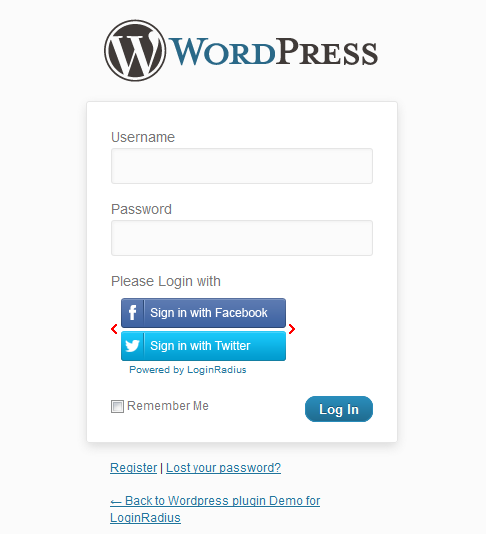 WORDPRESS
Username
Password
Please Login with
Sign in with Facebook
Sign in with Twitter
Powered by LoginRadius
Remember Me
Log In
Register | Lost your password?
← Back to Wordpress plugin Demo for
LoginRadius